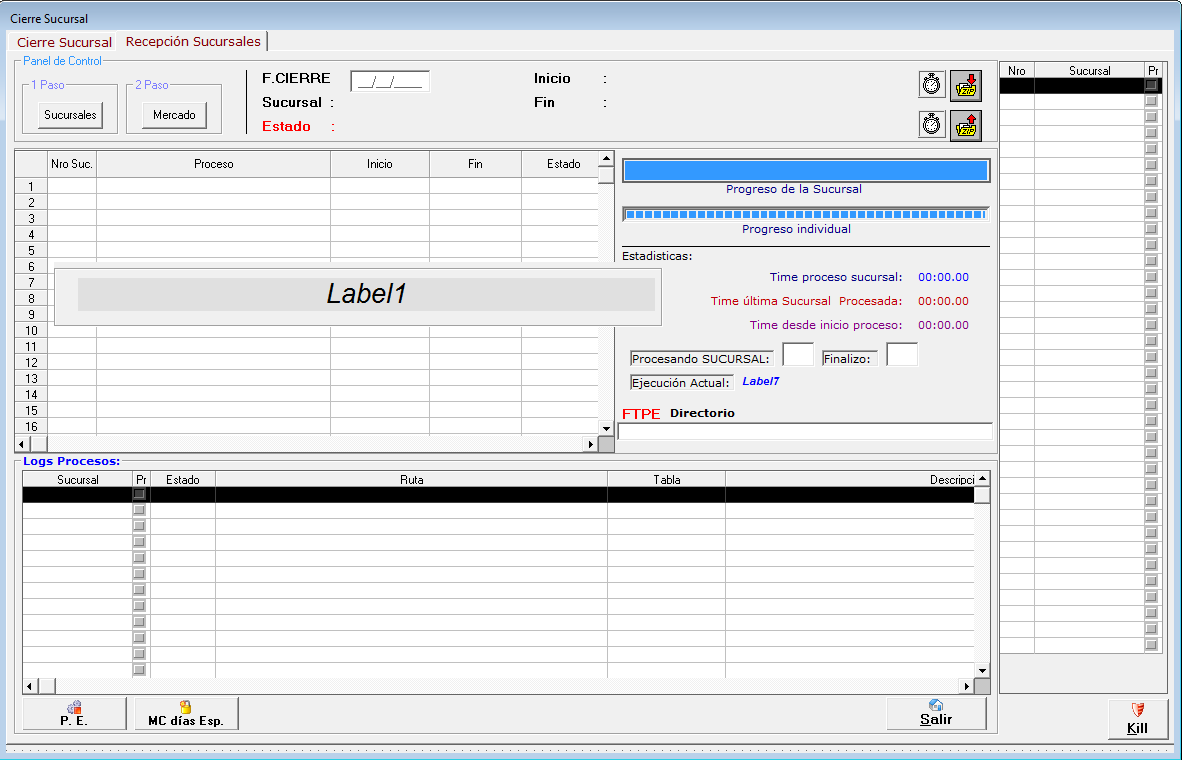 Cierre Sucursal
Cierre Sucursal Recepción Sucursales
Panel de Control
1 Paso 2 Paso
Sucursales Mercado
F.CIERRE __/__/____ Inicio :
Sucursal : Fin :
Estado :
ZIP
ZIP
Nro Sucursal Pr
Nro Suc. Proceso Inicio Fin Estado
1
2
3
4
5
6
7
8
9
10
11
12
13
14
15
16
Label1
Progreso de la Sucursal
Progreso individual
Estadisticas:
Time proceso sucursal: 00:00.00
Time última Sucursal Procesada: 00:00.00
Time desde inicio proceso: 00:00.00
Procesando SUCURSAL: Finalizo:
Ejecución Actual: Label7
FTPE Directorio
Logs Procesos:
Sucursal Pr Estado Ruta Tabla Descripci
P. E. MC días Esp. Salir Kill